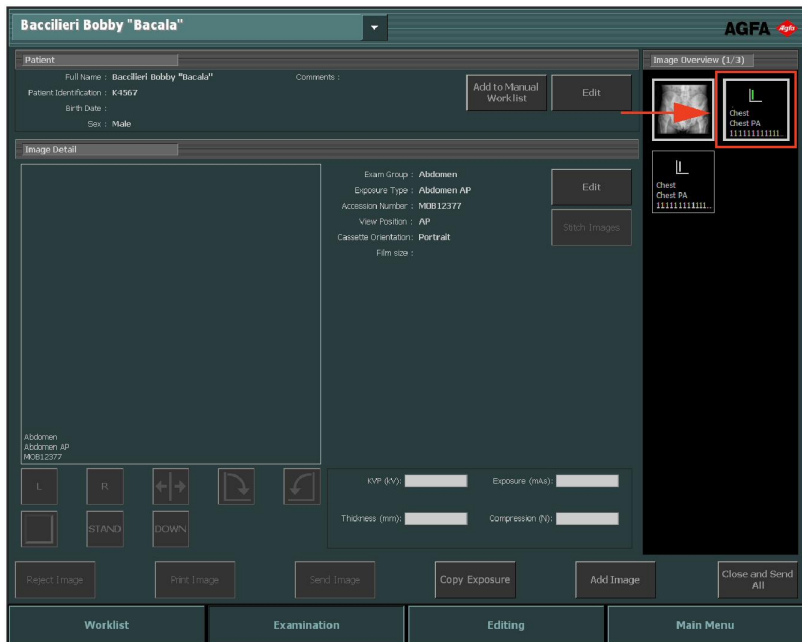 Baccilieri Bobby "Bacala"
AGFA
Agfa
Patient
Full Name : Baccilieri Bobby "Bacala"
Patient Identification : K4567
Birth Date :
Sex : Male
Comments :
Add to Manual
Worklist
Edit
Image Overview (1/3)
Chest
Chest PA
111111111111..
Chest
Chest PA
111111111111..
Image Detail
Abdomen
Abdomen AP
MOB12377
Exam Group : Abdomen
Exposure Type : Abdomen AP
Accession Number : MOB12377
View Position : AP
Cassette Orientation: Portrait
Film size :
Edit
Stitch Images
L
R
STAND
DOWN
KVP (kV):
Exposure (mAs):
Thickness (mm):
Compression (N):
Reject Image
Print Image
Send Image
Copy Exposure
Add Image
Close and Send
All
Worklist
Examination
Editing
Main Menu